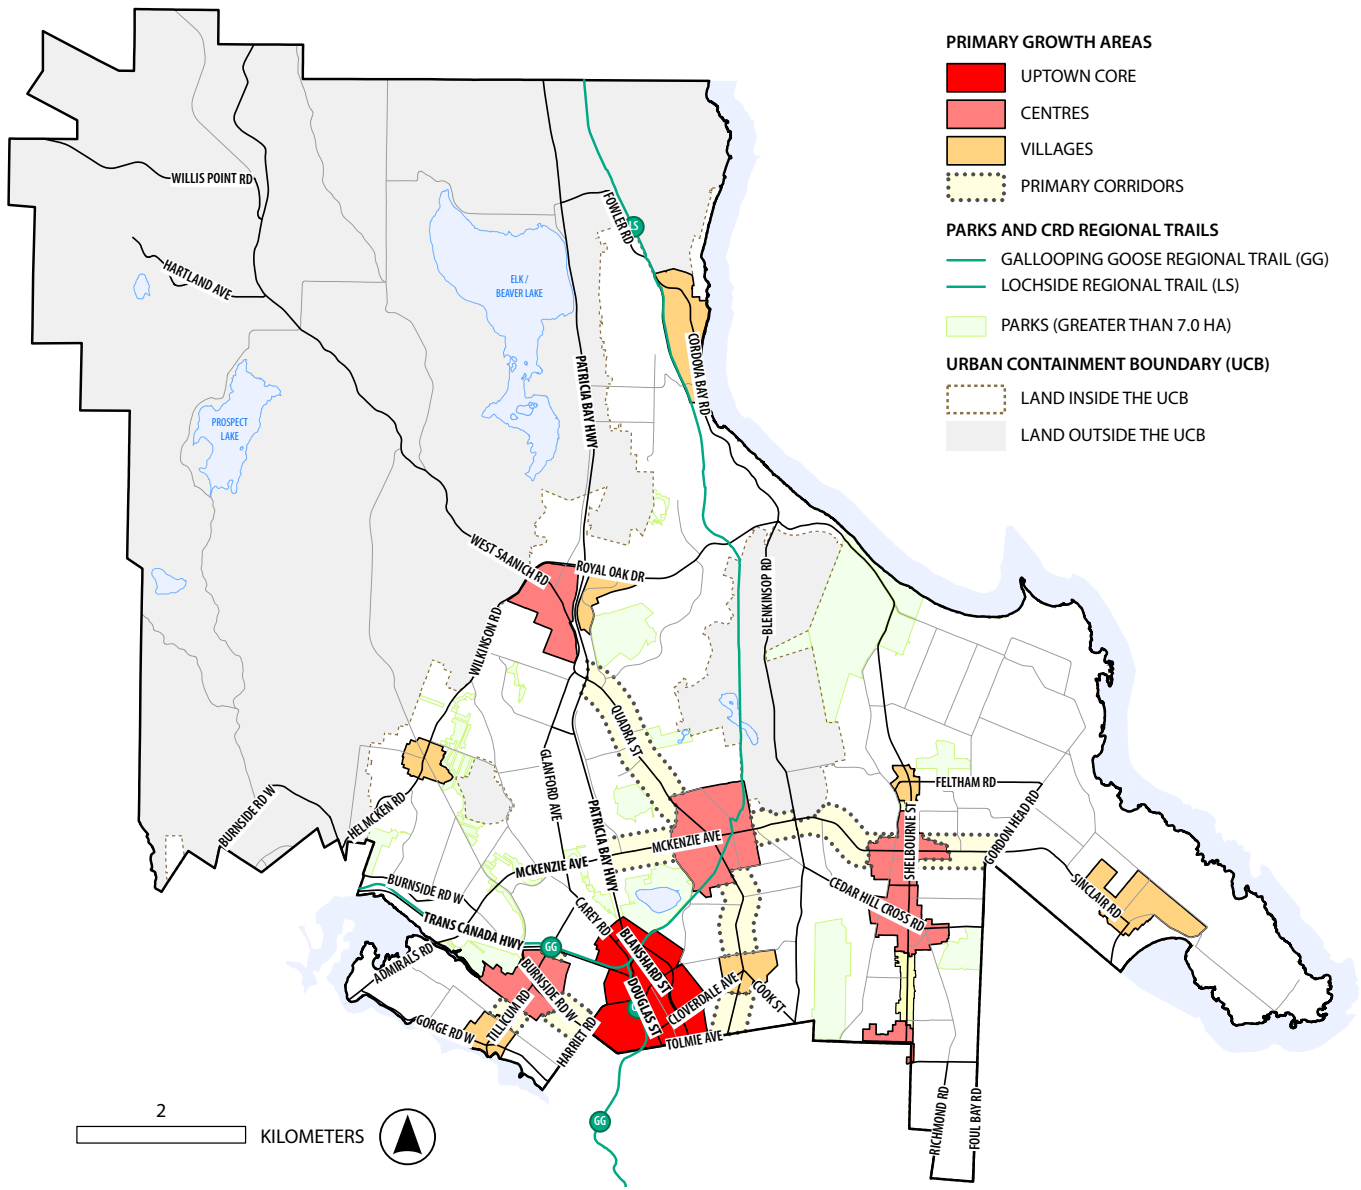 PRIMARY GROWTH AREAS
UPTOWN CORE
CENTRES
VILLAGES
PRIMARY CORRIDORS
PARKS AND CRD REGIONAL TRAILS
GALLOOPING GOOSE REGIONAL TRAIL (GG)
LOCHSIDE REGIONAL TRAIL (LS)
PARKS (GREATER THAN 7.0 HA)
URBAN CONTAINMENT BOUNDARY (UCB)
LAND INSIDE THE UCB
LAND OUTSIDE THE UCB
WILLIS POINT RD
HARTLAND AVE
FOWLER RD
LS
ELK /
BEAVER LAKE
PATRICIA BAY HWY
CORDOVA BAY RD
PROSPECT
LAKE
WEST SAANICH RD
ROYAL OAK DR
BLENKINSOP RD
WILKINSON RD
QUADRA ST
GLANFORD AVE
PATRICIA BAY HWY
HELMCKEN RD
BURNSIDE RD W
FELTHAM RD
GORDON HEAD RD
SHELBOURNE ST
MCKENZIE AVE
MCKENZIE AVE
SINCLAIR RD
CEDAR HILL CROSS RD
BURNSIDE RD W
TRANS CANADA HWY
CAREY RD
GG
ADMIRALS RD
BLANSHARD ST
BURNSIDE RD W
DOUGLAS ST
CLOVERDALE AVE
COOK ST
TILLICUM RD
GORGE RD W
HARRIET RD
TOLMIE AVE
RICHMOND RD
FOUL BAY RD
GG
2
KILOMETERS